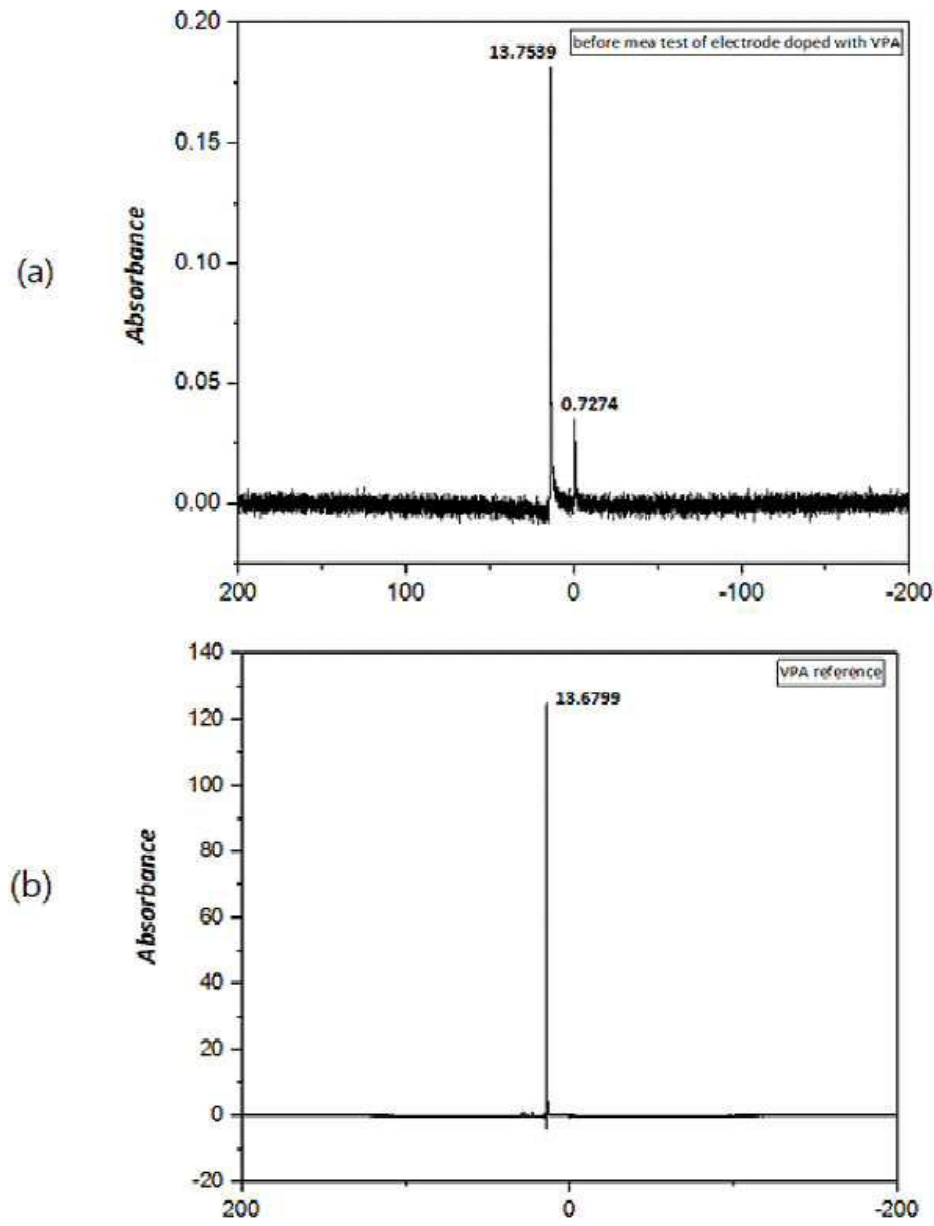 (a)
Absorbance
0.20
0.15
0.10
0.05
0.00
before mea test of electrode doped with VPA
13.7539
0.7274
200 100 0 -100 -200
(b)
Absorbance
140
120
100
80
60
40
20
0
-20
VPA reference
13.6799
200 0 -200